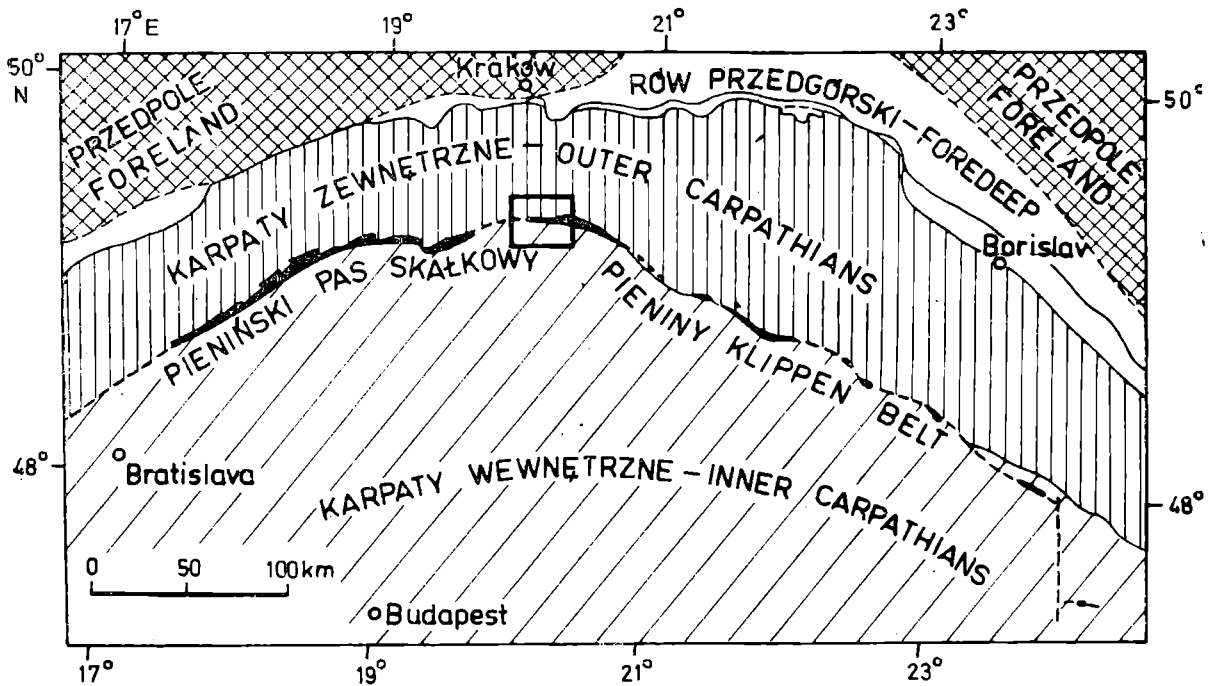 17°E 19° 21° 23°
50°
N
50°
Kraków
RÓW PRZEDGÓRSKI – FOREDEEP
PRZEDPOLE
FORELAND
PRZEDPOLE
FORELAND
KARPATY ZEWNĘTRZNE – OUTER CARPATHIANS
Borislav
PIENIŃSKI PAS SKAŁKOWY
PIENINY KLIPPEN BELT
48°
48°
Bratislava
KARPATY WEWNĘTRZNE – INNER CARPATHIANS
0 50 100 km
Budapest
17° 19° 21° 23°